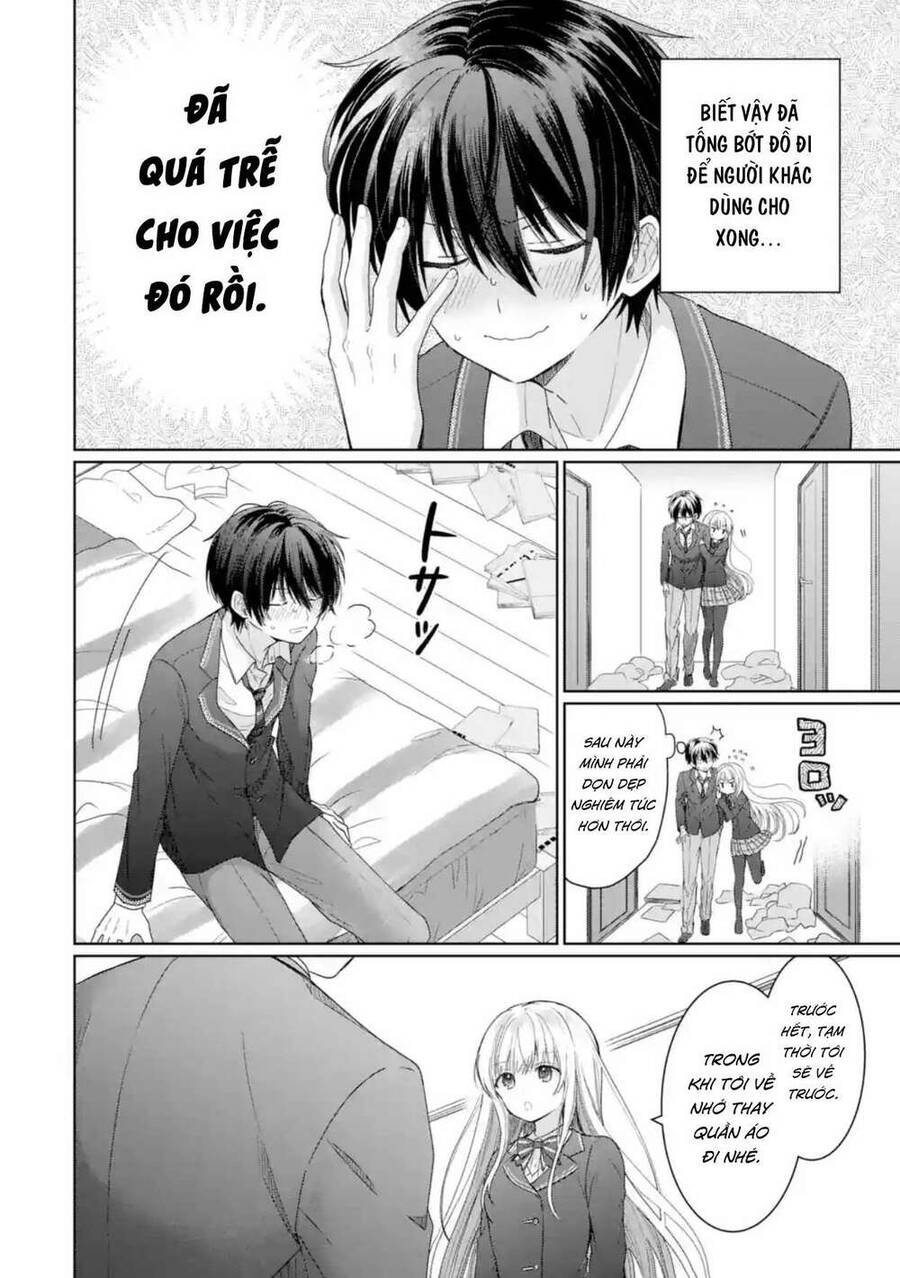 BIẾT VẬY ĐÃ
TỐNG BỚT ĐỒ ĐI
ĐỂ NGƯỜI KHÁC
DÙNG CHO
XONG...
ĐÃ
QUÁ TRỄ
CHO VIỆC
ĐÓ RỒI.
SAU NÀY
MÌNH PHẢI
DỌN DẸP
NGHIÊM TÚC
HƠN THÔI.
ヨロッ
トサッ
TRƯỚC
HẾT, TẠM
THỜI TÔI
SẼ VỀ
TRƯỚC.
TRONG
KHI TÔI VỀ
NHỚ THAY
QUẦN ÁO
ĐI NHÉ.